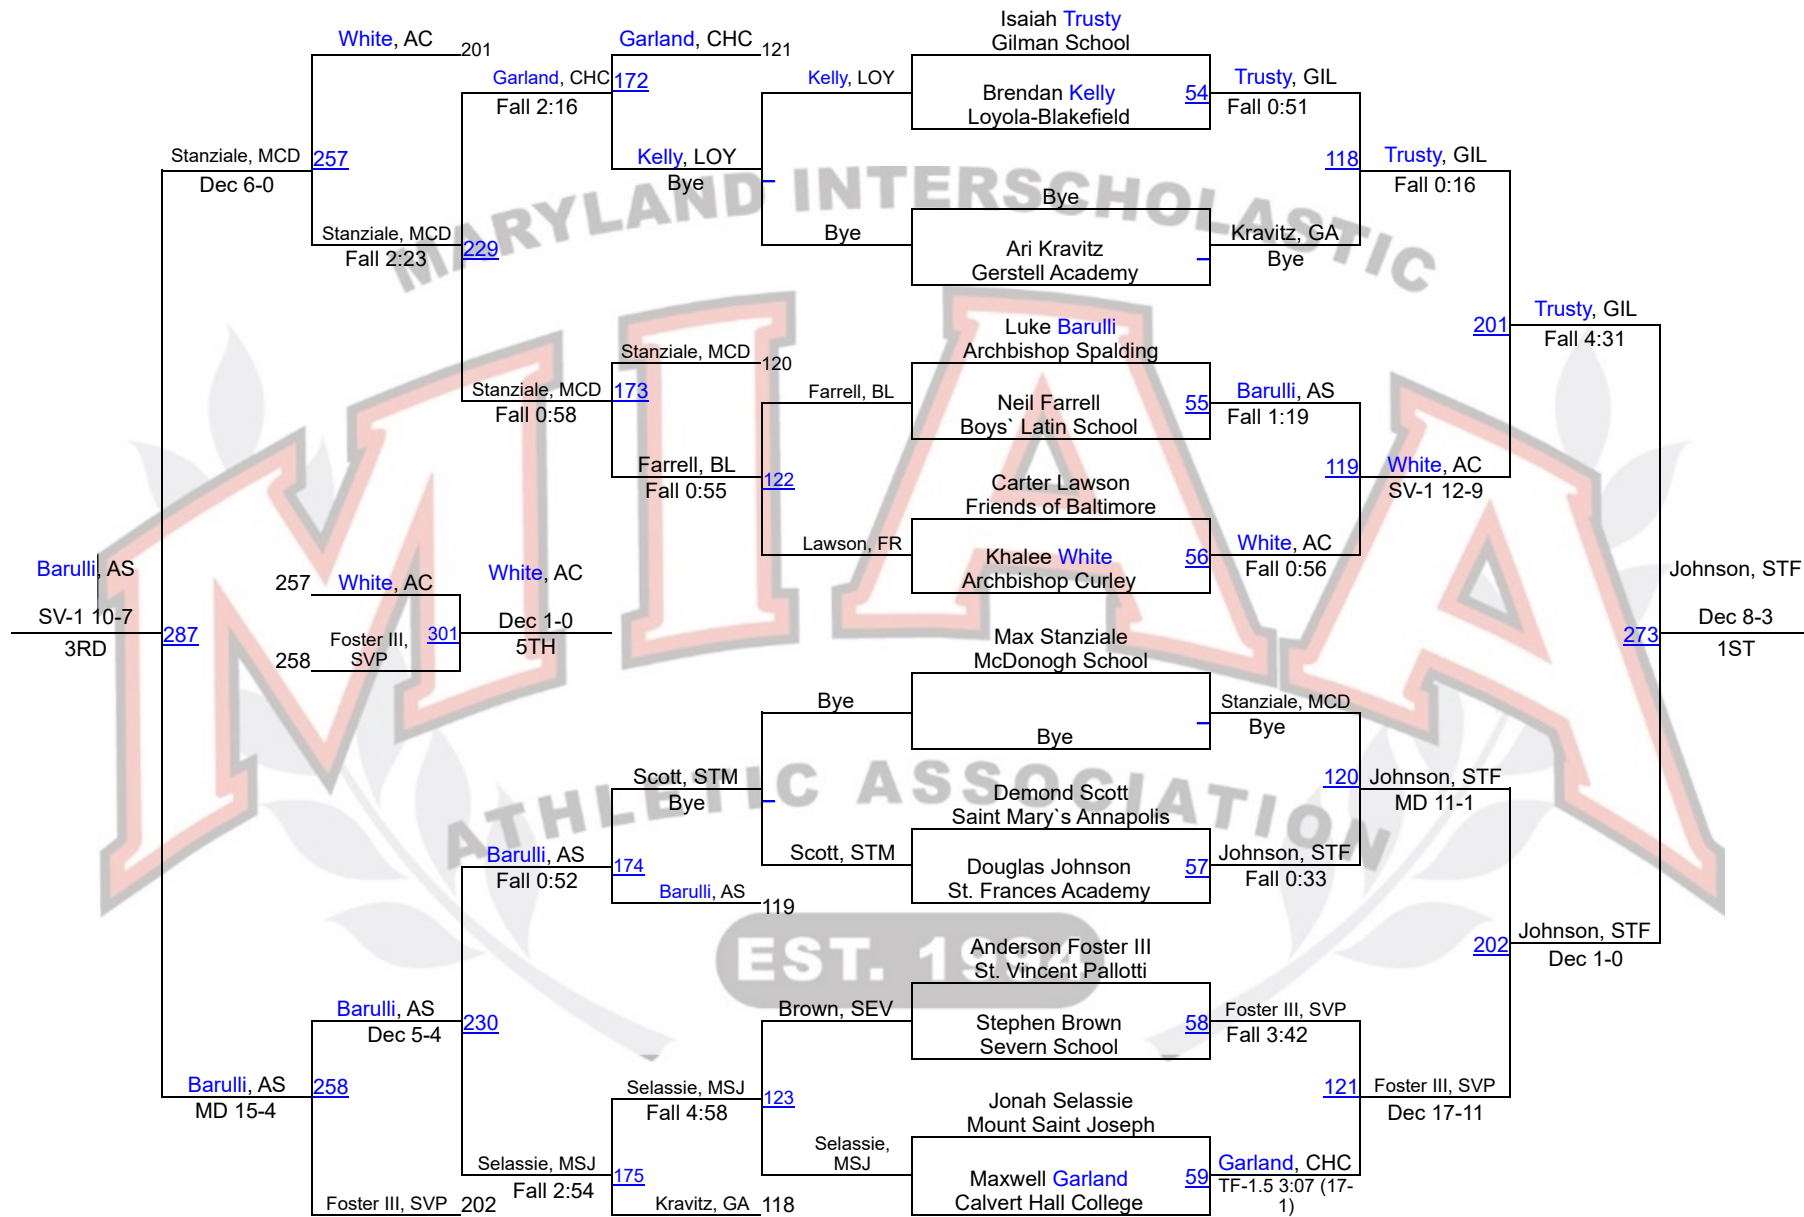 White, AC
201
Garland, CHC
121
Isaiah Trusty
Gilman School
Garland, CHC
172
Fall 2:16
Kelly, LOY
Brendan Kelly
Loyola-Blakefield
54
Trusty, GIL
Fall 0:51
Stanziale, MCD
257
Dec 6-0
Kelly, LOY
Bye
118
Trusty, GIL
Fall 0:16
MARYLAND INTERSCHOLASTIC
Bye
Stanziale, MCD
Fall 2:23
229
Bye
Ari Kravitz
Gerstell Academy
Kravitz, GA
Bye
MIAA
Luke Barulli
Archbishop Spalding
201
Trusty, GIL
Fall 4:31
Stanziale, MCD
120
Stanziale, MCD
173
Fall 0:58
Farrell, BL
Neil Farrell
Boys` Latin School
55
Barulli, AS
Fall 1:19
Farrell, BL
Fall 0:55
122
Carter Lawson
Friends of Baltimore
119
White, AC
SV-1 12-9
Lawson, FR
Khalee White
Archbishop Curley
56
White, AC
Fall 0:56
Barulli, AS
SV-1 10-7
3RD
287
257
White, AC
258
Foster III,
SVP
301
White, AC
Dec 1-0
5TH
Max Stanziale
McDonogh School
273
Johnson, STF
Dec 8-3
1ST
Bye
Bye
Stanziale, MCD
Bye
Scott, STM
Bye
120
Johnson, STF
MD 11-1
ATHLETIC ASSOCIATION
Demond Scott
Saint Mary`s Annapolis
Barulli, AS
Fall 0:52
174
Scott, STM
Douglas Johnson
St. Frances Academy
57
Johnson, STF
Fall 0:33
Barulli, AS
119
EST. 1994
Anderson Foster III
St. Vincent Pallotti
202
Johnson, STF
Dec 1-0
Barulli, AS
Dec 5-4
230
Brown, SEV
Stephen Brown
Severn School
58
Foster III, SVP
Fall 3:42
Barulli, AS
MD 15-4
258
Selassie, MSJ
Fall 4:58
123
Jonah Selassie
Mount Saint Joseph
121
Foster III, SVP
Dec 17-11
Selassie, MSJ
Fall 2:54
175
Selassie,
MSJ
Maxwell Garland
Calvert Hall College
59
Garland, CHC
TF-1.5 3:07 (17-
1)
Foster III, SVP
202
Kravitz, GA
118